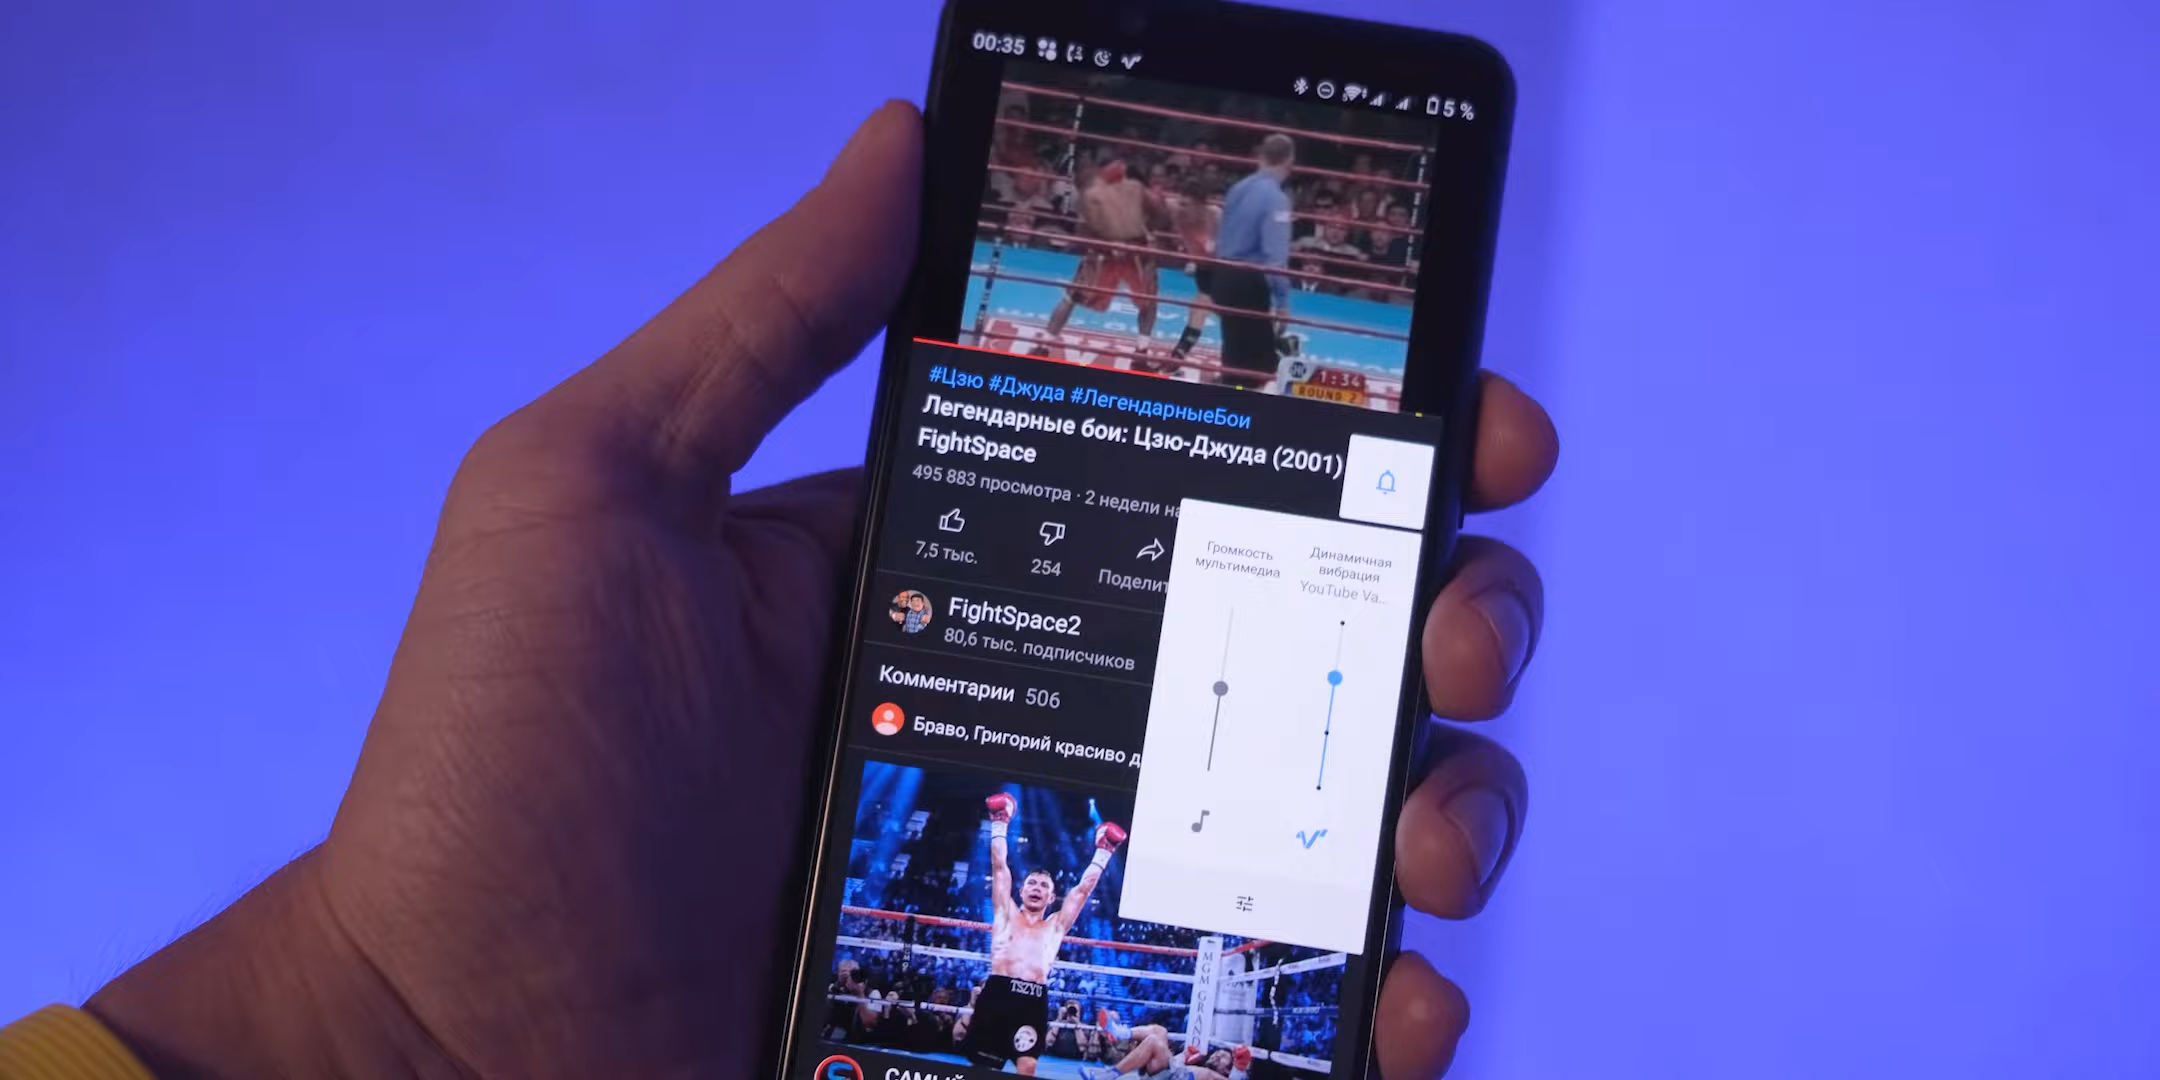 00:35
5 %
1:34
ROUND 2
#Цзю #Джуда #ЛегендарныеБои
Легендарные бои: Цзю-Джуда (2001)
FightSpace
495 883 просмотра · 2 недели на
7,5 тыс.
254
Поделит
Громкость
мультимедиа
Динамичная
вибрация
YouTube Va...
FightSpace2
80,6 тыс. подписчиков
Комментарии 506
Браво, Григорий красиво д
TSZYU
MGM GRAND
САМЫЙ